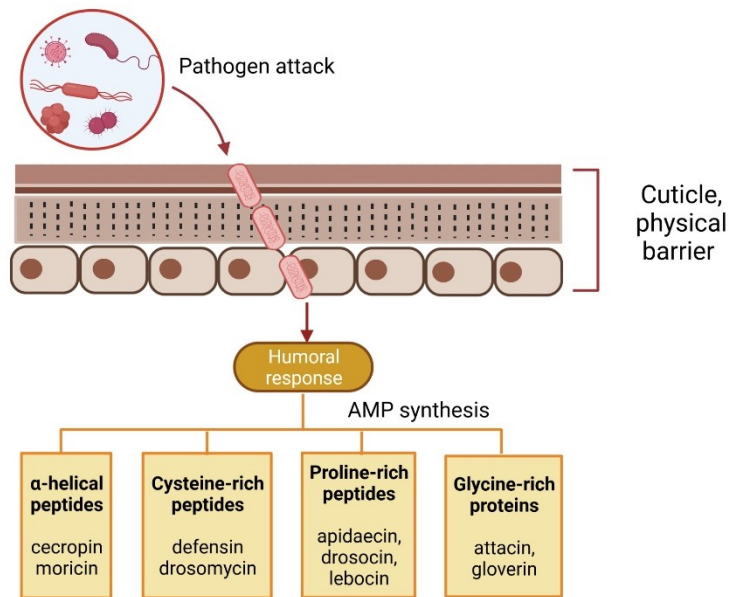 Pathogen attack
Cuticle,
physical
barrier
Humoral
response
AMP synthesis
α-helical
peptides
cecropin
moricin
Cysteine-rich
peptides
defensin
drosomycin
Proline-rich
peptides
apidaecin,
drosocin,
lebocin
Glycine-rich
proteins
attacin,
gloverin